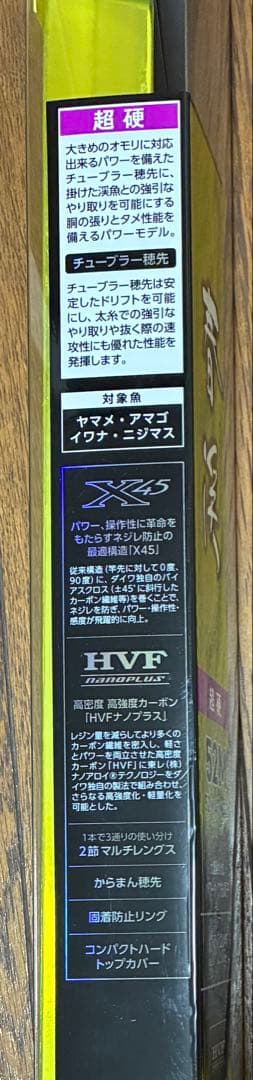 超硬
大きめのオモリに対応
出来るパワーを備えた
チューブラー穂先に、
掛けた渓魚との強引な
やり取りを可能にする
胴の張りとタメ性能を
備えるパワーモデル。
チューブラー穂先
チューブラー穂先は安
定したドリフトを可能
にし、太糸での強引な
やり取りや抜く際の速
攻性にも優れた性能を
発揮します。
対象魚
ヤマメ・アマゴ
イワナ・ニジマス
X45
パワー、操作性に革命を
もたらすネジレ防止の
最適構造「X45」
従来構造(竿先に対して0度、
90度)に、ダイワ独自のバイ
アスクロス(±45°に斜行した
カーボン繊維等)を巻くことで、
ネジレを防ぎ、パワー・操作性・
感度が飛躍的に向上。
HVF
nanoplus
高密度 高強度カーボン
「HVFナノプラス」
レジン量を減らしてより多くの
カーボン繊維を密入し、軽さ
とパワーを両立させた高密度
カーボン「HVF」に東レ(株)
ナノアロイ®テクノロジーをダ
イワ独自の製法で組み合わせ、
さらなる高強度化・軽量化を
可能とした。
1本で3通りの使い分け
2節マルチレングス
からまん穂先
固着防止リング
コンパクトハード
トップカバー